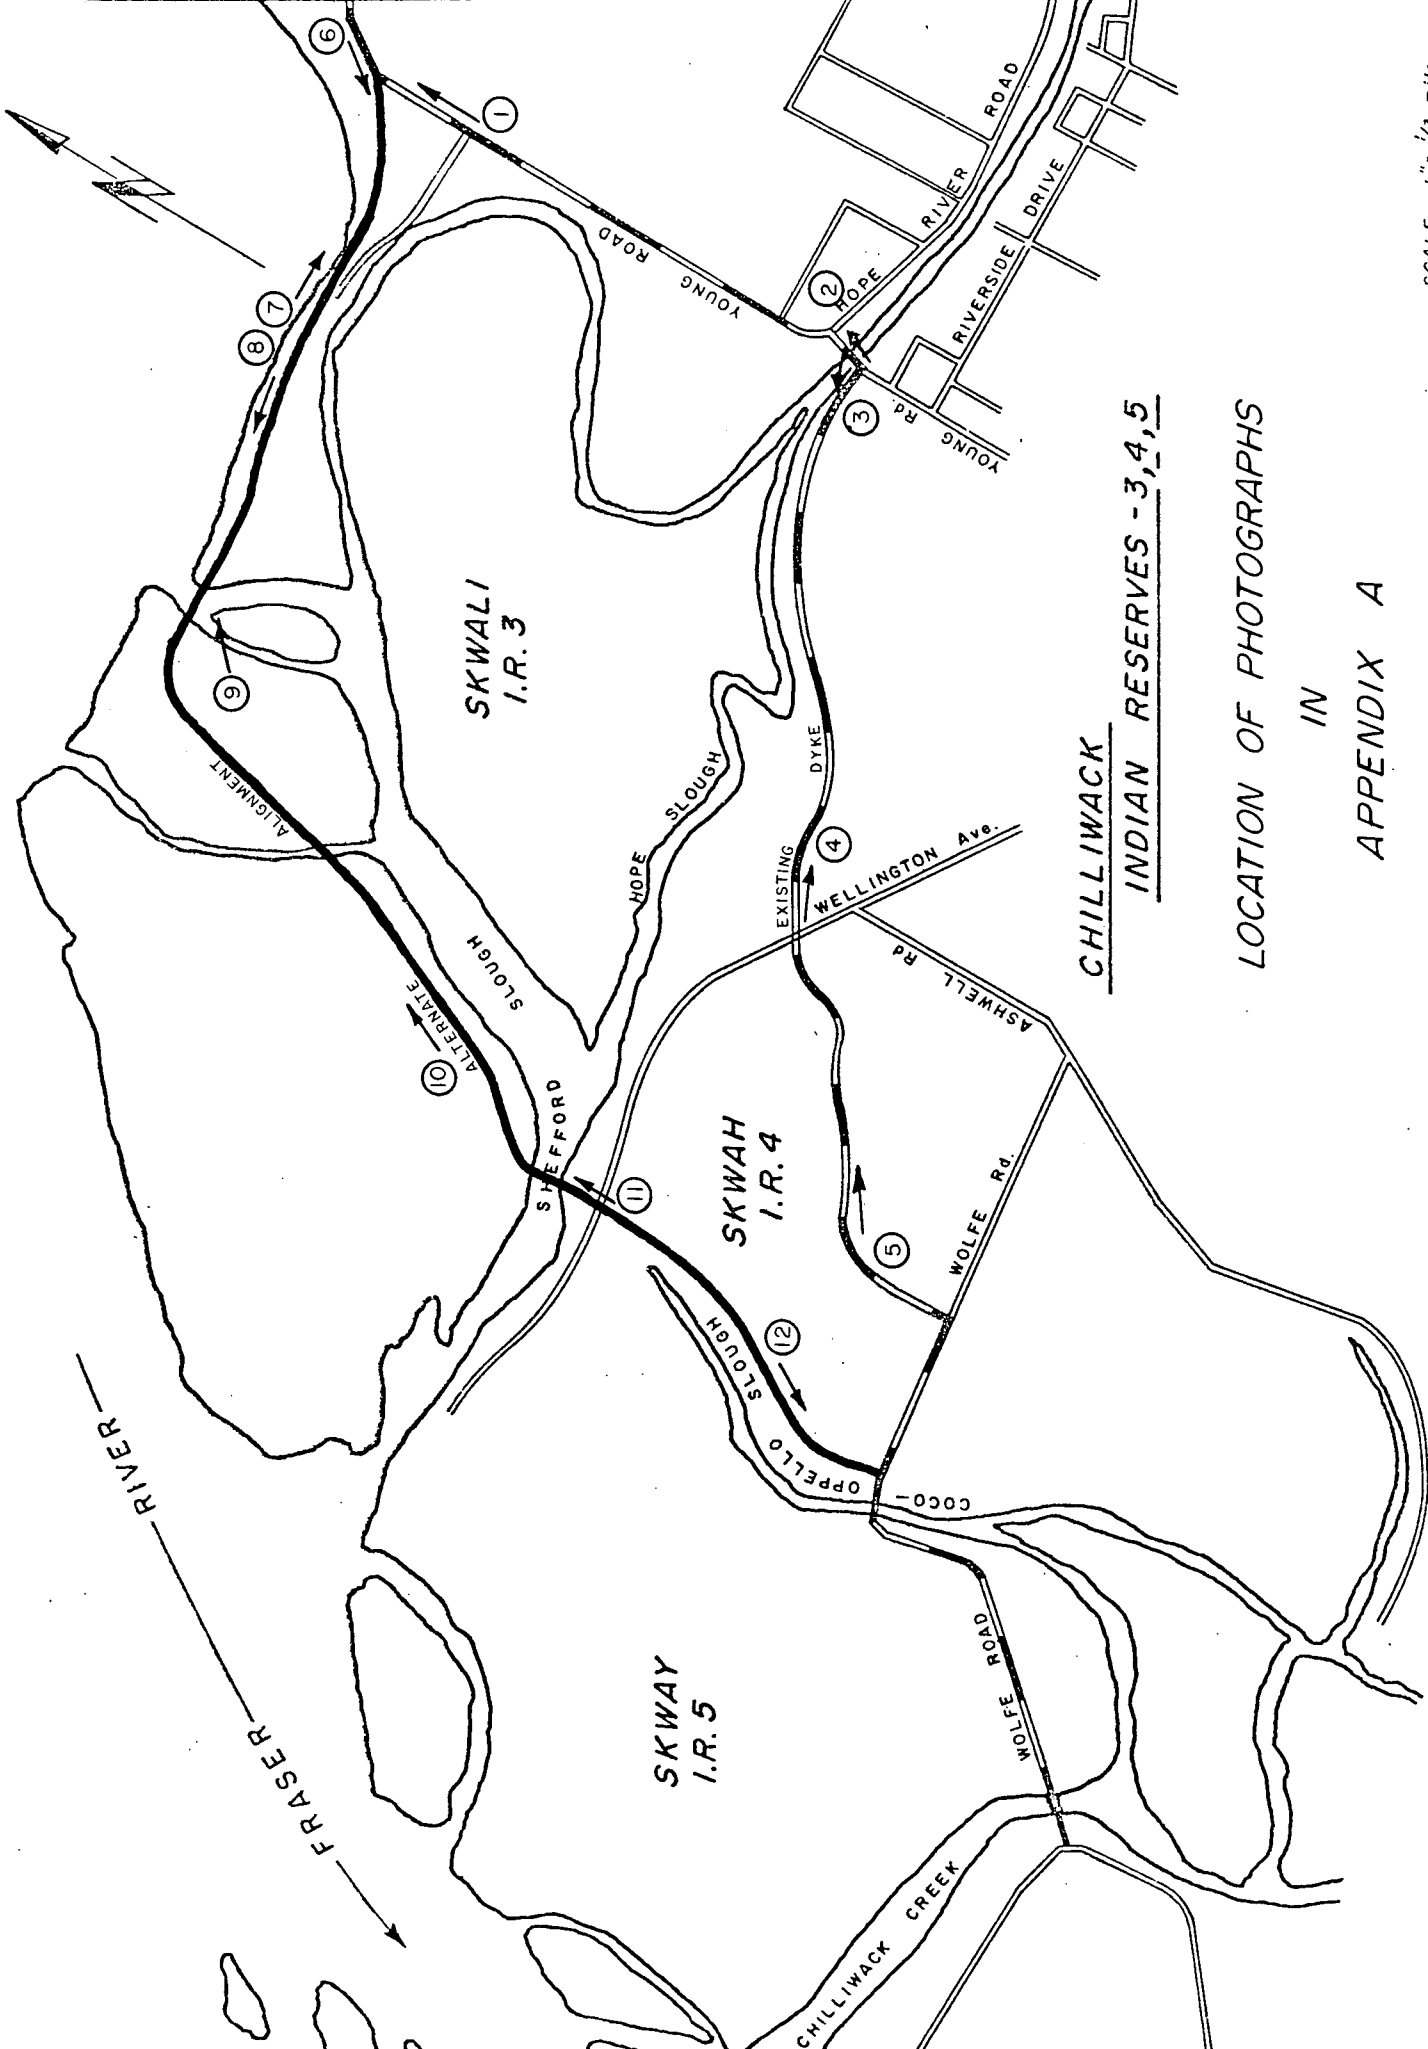 CHILLIWACK
INDIAN RESERVES - 3,4,5
LOCATION OF PHOTOGRAPHS
IN
APPENDIX A
FRASER
RIVER
RIVER
SKWAY
I.R. 5
SKWAH
I.R. 4
SKWALI
I.R. 3
CHILLIWACK CREEK
WOLFE ROAD
COCO-
OPPELLO
SLOUGH
WOLFE Rd.
ASHWELL Rd
WELLINGTON Ave.
EXISTING DYKE
SHEFFORD
SLOUGH
HOPE SLOUGH
ALTERNATE
ALIGNMENT
YOUNG ROAD
YOUNG Rd
HOPE RIVER ROAD
RIVERSIDE DRIVE
1
2
3
4
5
6
7
8
9
10
11
12
SCALE